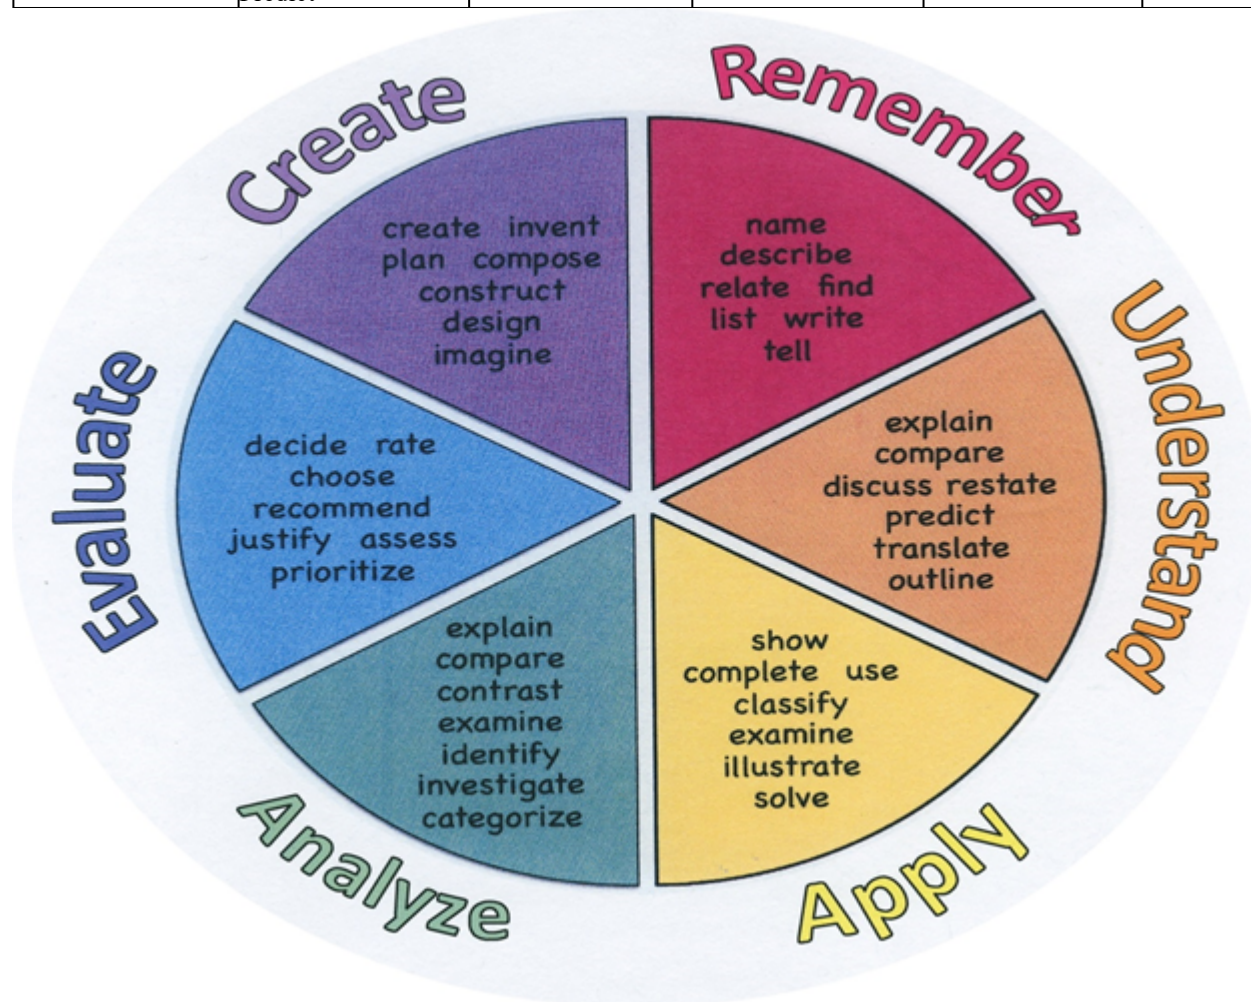 Remember
name
describe
relate find
list write
tell
Understand
explain
compare
discuss restate
predict
translate
outline
Apply
show
complete use
classify
examine
illustrate
solve
Analyze
explain
compare
contrast
examine
identify
investigate
categorize
Evaluate
decide rate
choose
recommend
justify assess
prioritize
Create
create invent
plan compose
construct
design
imagine